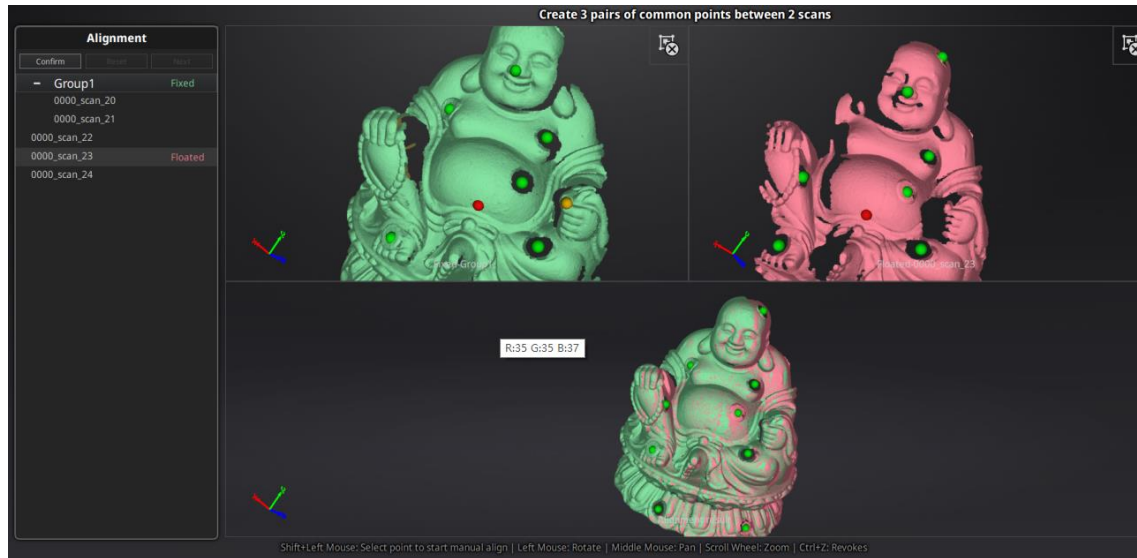 Create 3 pairs of common points between 2 scans
Alignment
Confirm Reset Next
− Group1 Fixed
0000_scan_20
0000_scan_21
0000_scan_22
0000_scan_23 Floated
0000_scan_24
Floated-0000_scan_23
R:35 G:35 B:37
Shift+Left Mouse: Select point to start manual align | Left Mouse: Rotate | Middle Mouse: Pan | Scroll Wheel: Zoom | Ctrl+Z: Revokes